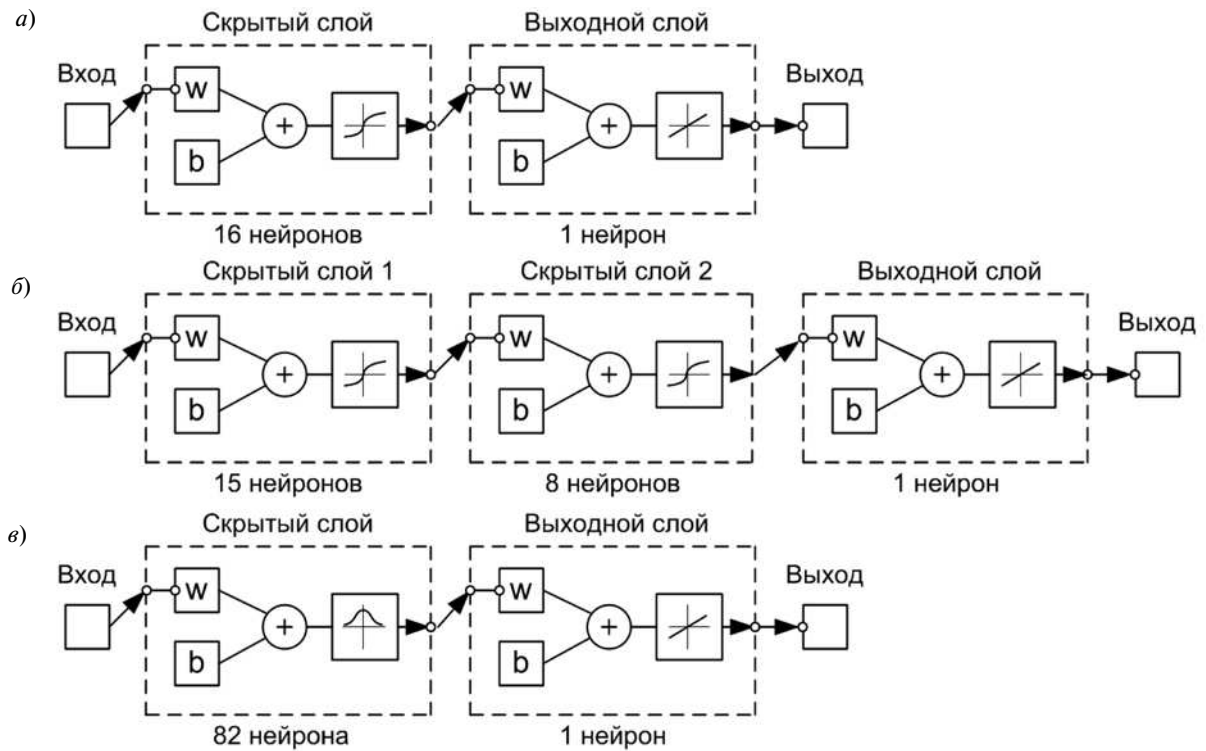 а)
Скрытый слой Выходной слой
Вход Выход
w w
+ +
b b
16 нейронов 1 нейрон
б)
Скрытый слой 1 Скрытый слой 2 Выходной слой
Вход Выход
w w w
+ + +
b b b
15 нейронов 8 нейронов 1 нейрон
в)
Скрытый слой Выходной слой
Вход Выход
w w
+ +
b b
82 нейрона 1 нейрон